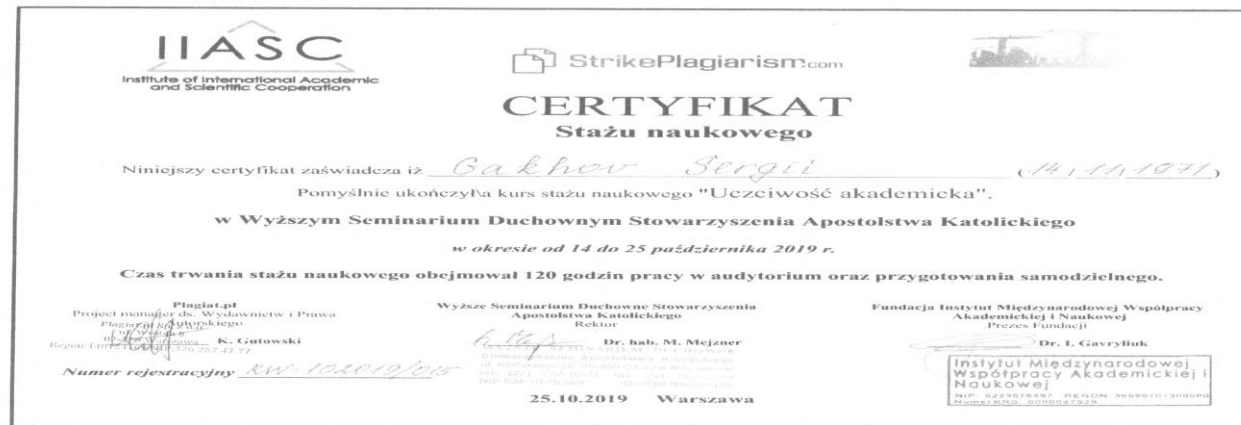 IIASC
Institute of International Academic
and Scientific Cooperation
StrikePlagiarism.com
CERTYFIKAT
Stażu naukowego
Niniejszy certyfikat zaświadcza iż Gakhov Sergii (14.11.1971)
Pomyślnie ukończył\a kurs stażu naukowego "Uczciwość akademicka".
w Wyższym Seminarium Duchownym Stowarzyszenia Apostolstwa Katolickiego
w okresie od 14 do 25 października 2019 r.
Czas trwania stażu naukowego obejmował 120 godzin pracy w audytorium oraz przygotowania samodzielnego.
Plagiat.pl
Project manager ds. Wydawnictw i Prawa
Autorskiego
K. Gutowski
Wyższe Seminarium Duchowne Stowarzyszenia
Apostolstwa Katolickiego
Rektor
Dr. hab. M. Mejzner
Fundacja Instytut Międzynarodowej Współpracy
Akademickiej i Naukowej
Prezes Fundacji
Dr. I. Gavryliuk
Numer rejestracyjny KW-102019/015
25.10.2019 Warszawa
Instytut Międzynarodowej
Współpracy Akademickiej i
Naukowej